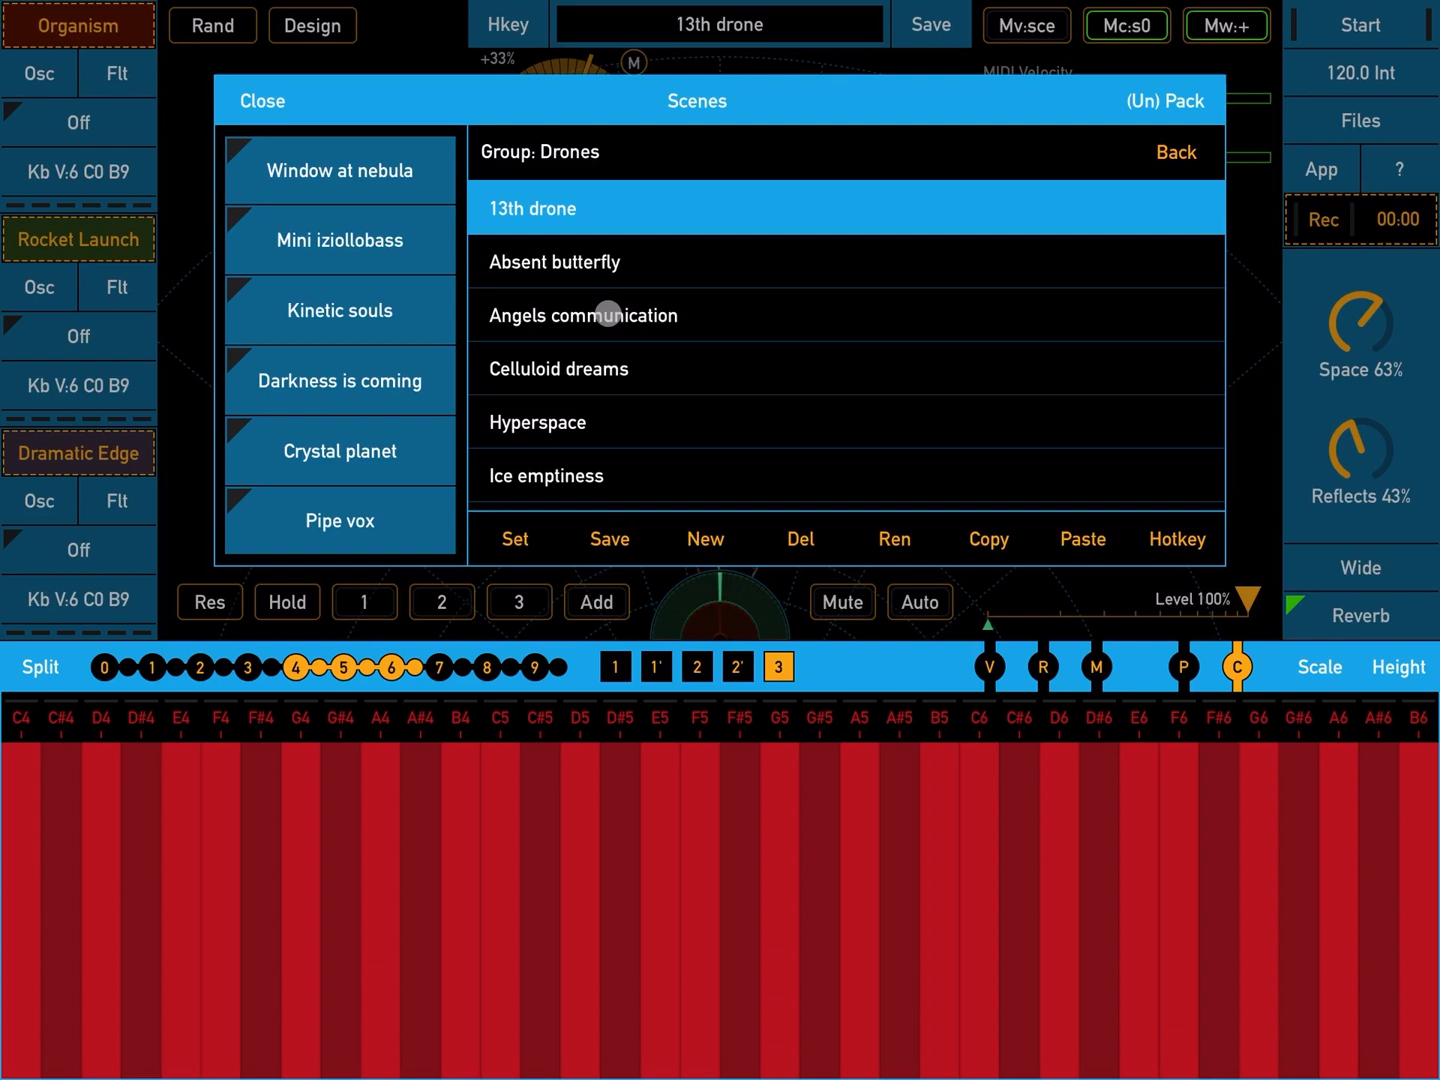 Organism
Rand
Design
Hkey
13th drone
Save
Mv:sce
Mc:s0
Mw:+
Start
Osc
Flt
+33%
M
MIDI Velocity
120.0 Int
Close
Scenes
(Un) Pack
Off
Files
Kb V:6 C0 B9
App
?
Window at nebula
Group: Drones
Back
Rec
00:00
Rocket Launch
Mini iziollobass
13th drone
Osc
Flt
Kinetic souls
Absent butterfly
Off
Darkness is coming
Angels communication
Space 63%
Kb V:6 C0 B9
Crystal planet
Celluloid dreams
Dramatic Edge
Pipe vox
Hyperspace
Osc
Flt
Ice emptiness
Reflects 43%
Off
Set
Save
New
Del
Ren
Copy
Paste
Hotkey
Wide
Kb V:6 C0 B9
Res
Hold
1
2
3
Add
Mute
Auto
Level 100%
Reverb
Split
0 1 2 3 4 5 6 7 8 9
1 1' 2 2' 3
V R M P C
Scale
Height
C4 C#4 D4 D#4 E4 F4 F#4 G4 G#4 A4 A#4 B4 C5 C#5 D5 D#5 E5 F5 F#5 G5 G#5 A5 A#5 B5 C6 C#6 D6 D#6 E6 F6 F#6 G6 G#6 A6 A#6 B6